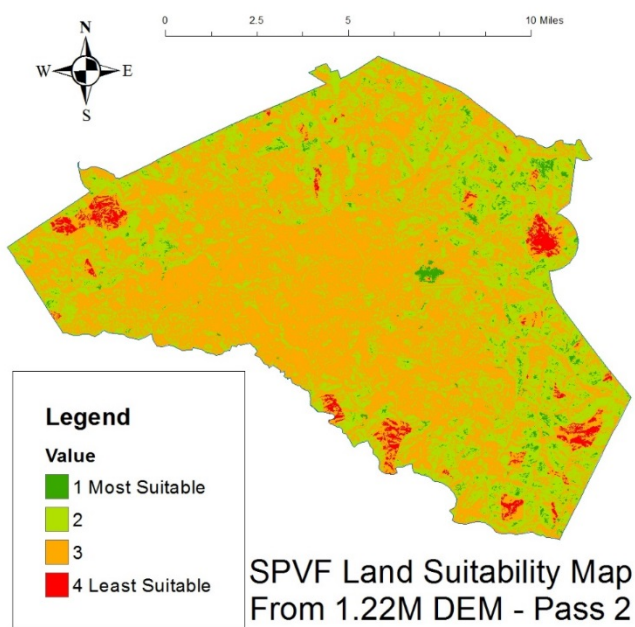 0 2.5 5 10 Miles
N
W E
S
Legend
Value
1 Most Suitable
2
3
4 Least Suitable
SPVF Land Suitability Map
From 1.22M DEM - Pass 2